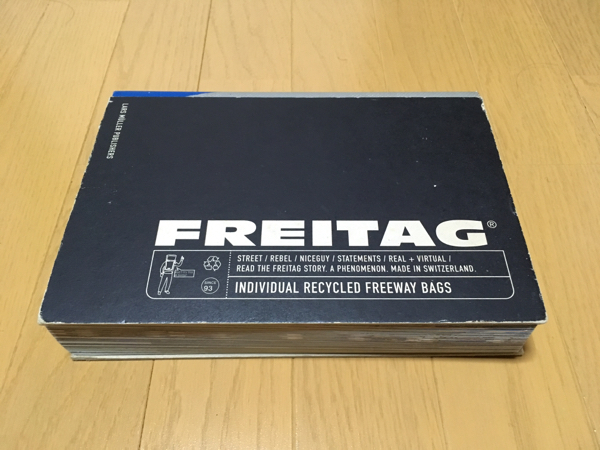 LARS MÜLLER PUBLISHERS
FREITAG®
STREET / REBEL / NICEGUY / STATEMENTS / REAL + VIRTUAL /
READ THE FREITAG STORY. A PHENOMENON. MADE IN SWITZERLAND.
SINCE
93
INDIVIDUAL RECYCLED FREEWAY BAGS